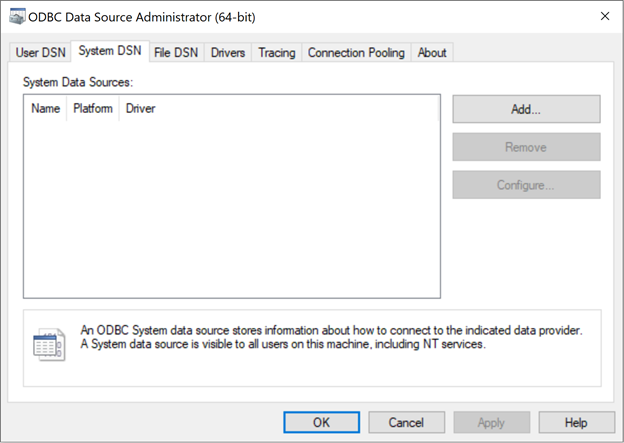 ODBC Data Source Administrator (64-bit)
User DSN System DSN File DSN Drivers Tracing Connection Pooling About
System Data Sources:
Name Platform Driver
Add...
Remove
Configure...
An ODBC System data source stores information about how to connect to the indicated data provider.
A System data source is visible to all users on this machine, including NT services.
OK Cancel Apply Help